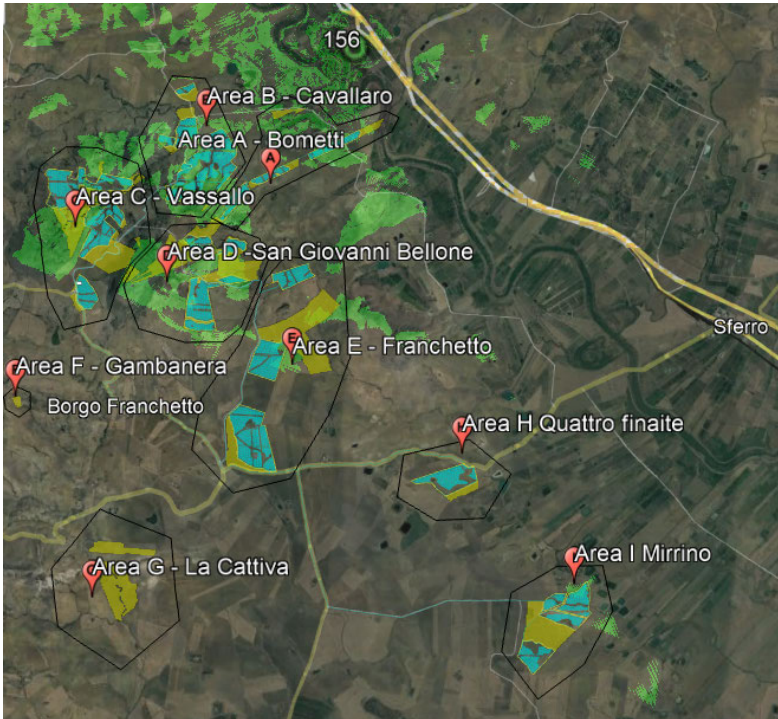 156
Area B - Cavallaro
Area A - Bometti
A
Area C - Vassallo
Area D -San Giovanni Bellone
Sferro
E
Area E - Franchetto
Area F - Gambanera
Borgo Franchetto
Area H Quattro finaite
Area I Mirrino
Area G - La Cattiva